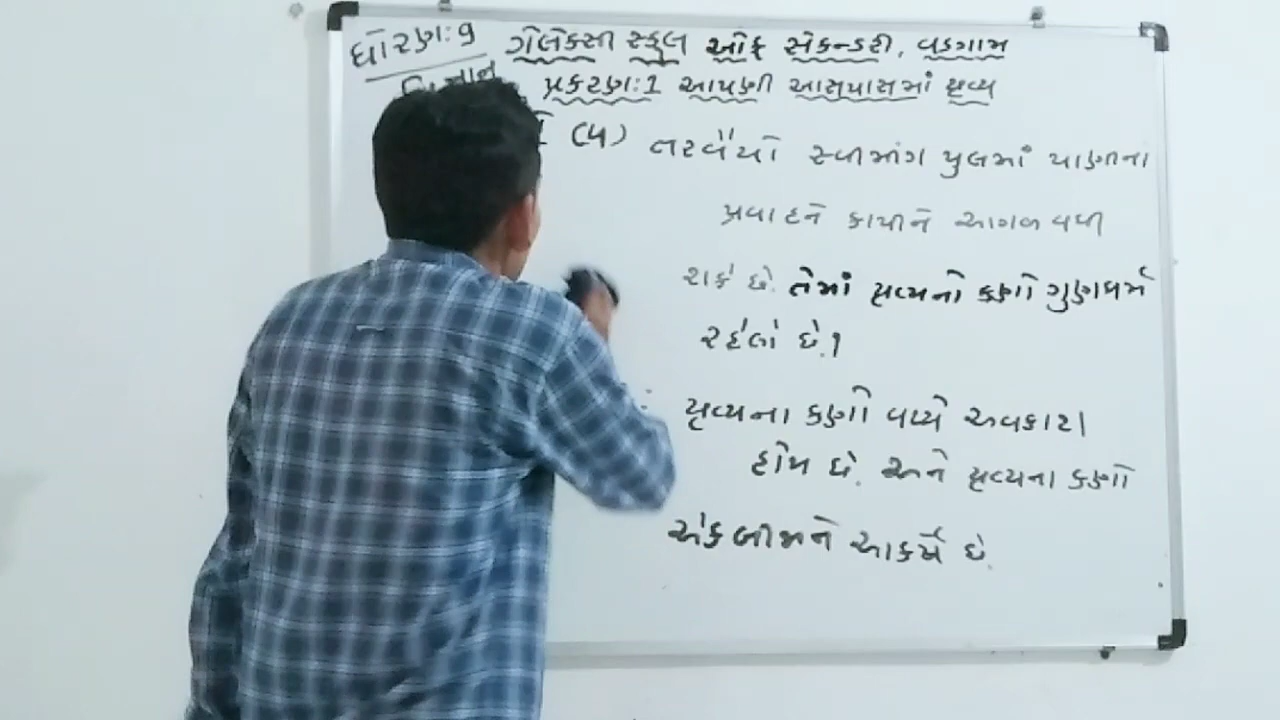 ધોરણ: 9
ગેલેક્સી સ્કુલ ઓફ સેકન્ડરી, વડગામ
પ્રકરણ:1 આપણી આસપાસમાં દ્રવ્ય
(૫) તરવૈયો સ્વીમીંગ પુલમાં પાણીના
પ્રવાહને કાપીને આગળ વધી
શકે છે. તેમાં દ્રવ્યનો કણો ગુણધર્મ
રહેલો છે.?
દ્રવ્યના કણો વચ્ચે અવકાશ
હોય છે. અને દ્રવ્યના કણો
એકબીજાને આકર્ષે છે.